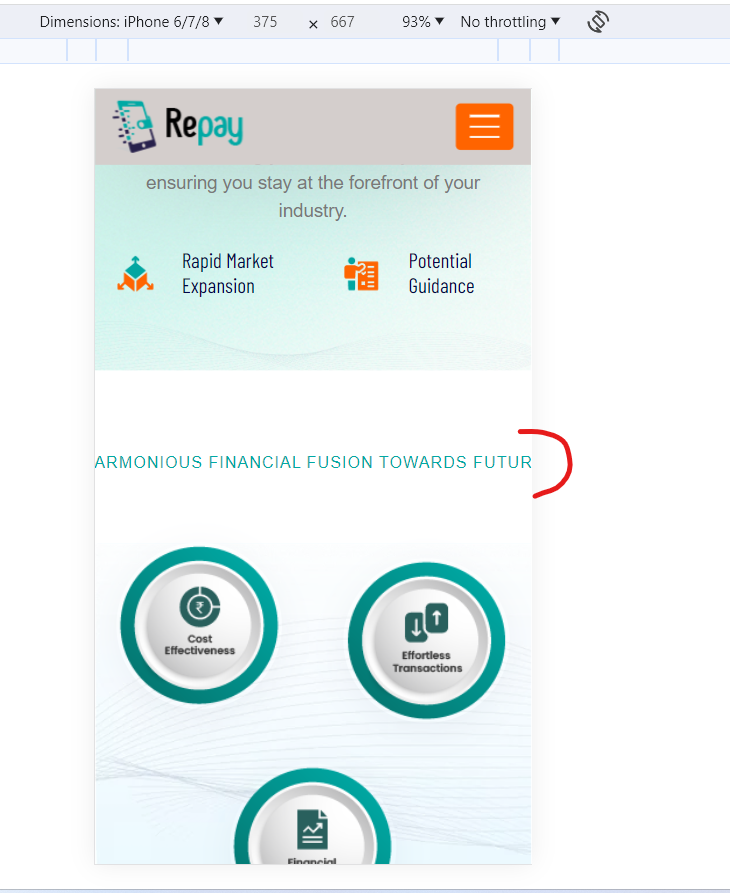 Dimensions: iPhone 6/7/8 ▼ 375 × 667 93% ▼ No throttling ▼
Repay
ensuring you stay at the forefront of your
industry.
Rapid Market
Expansion
Potential
Guidance
ARMONIOUS FINANCIAL FUSION TOWARDS FUTUR
Cost
Effectiveness
Effortless
Transactions
Financial